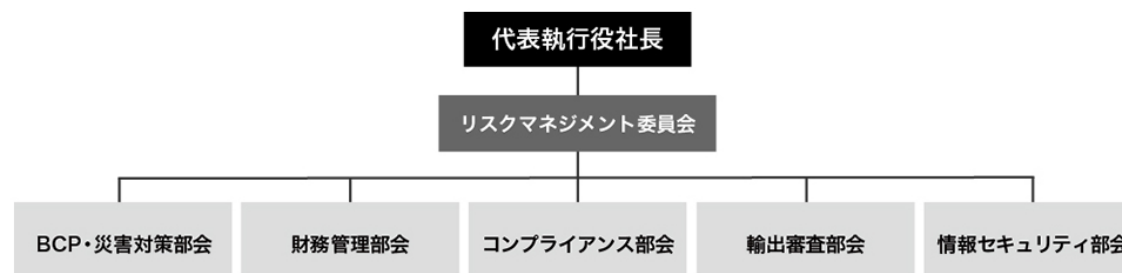 代表執行役社長
リスクマネジメント委員会
BCP・災害対策部会
財務管理部会
コンプライアンス部会
輸出審査部会
情報セキュリティ部会